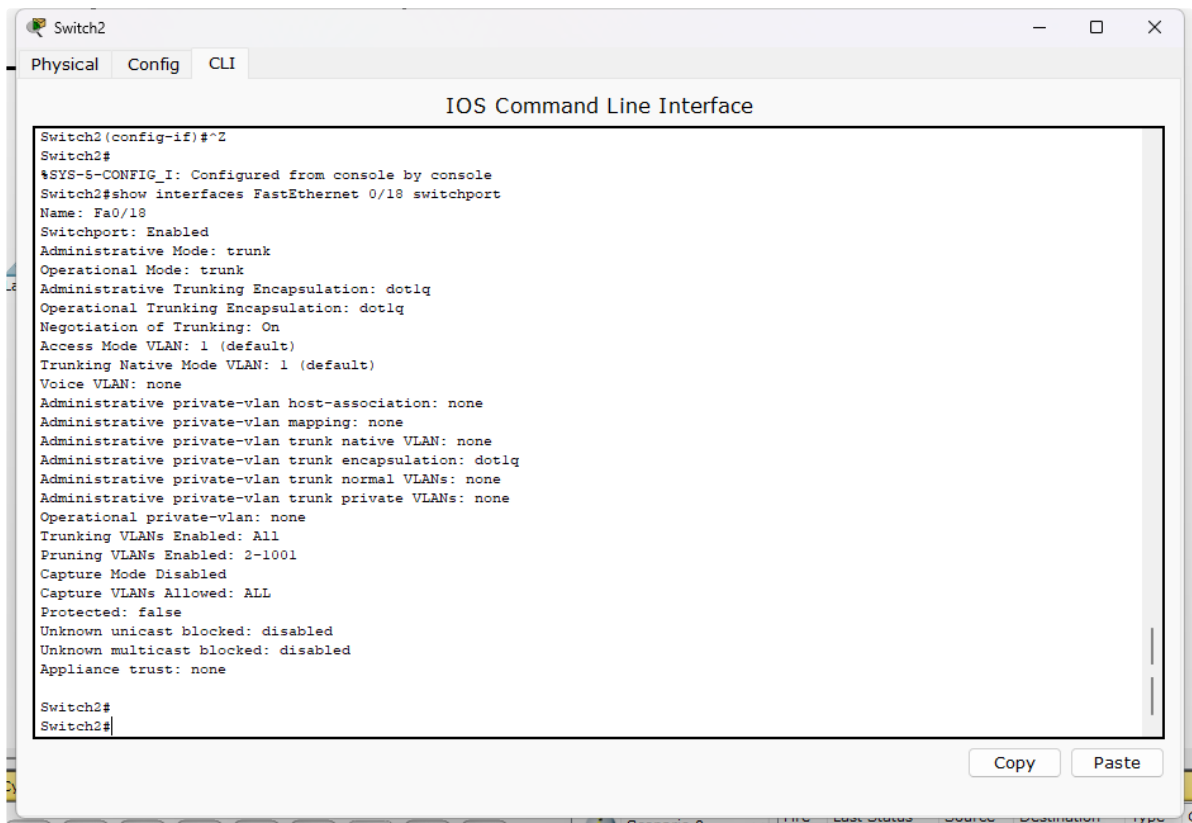 Switch2
Physical Config CLI
IOS Command Line Interface
Switch2(config-if)#^Z
Switch2#
%SYS-5-CONFIG_I: Configured from console by console
Switch2#show interfaces FastEthernet 0/18 switchport
Name: Fa0/18
Switchport: Enabled
Administrative Mode: trunk
Operational Mode: trunk
Administrative Trunking Encapsulation: dot1q
Operational Trunking Encapsulation: dot1q
Negotiation of Trunking: On
Access Mode VLAN: 1 (default)
Trunking Native Mode VLAN: 1 (default)
Voice VLAN: none
Administrative private-vlan host-association: none
Administrative private-vlan mapping: none
Administrative private-vlan trunk native VLAN: none
Administrative private-vlan trunk encapsulation: dot1q
Administrative private-vlan trunk normal VLANs: none
Administrative private-vlan trunk private VLANs: none
Operational private-vlan: none
Trunking VLANs Enabled: All
Pruning VLANs Enabled: 2-1001
Capture Mode Disabled
Capture VLANs Allowed: ALL
Protected: false
Unknown unicast blocked: disabled
Unknown multicast blocked: disabled
Appliance trust: none
Switch2#
Switch2#
Copy Paste
Fire Last Status Source Destination Type